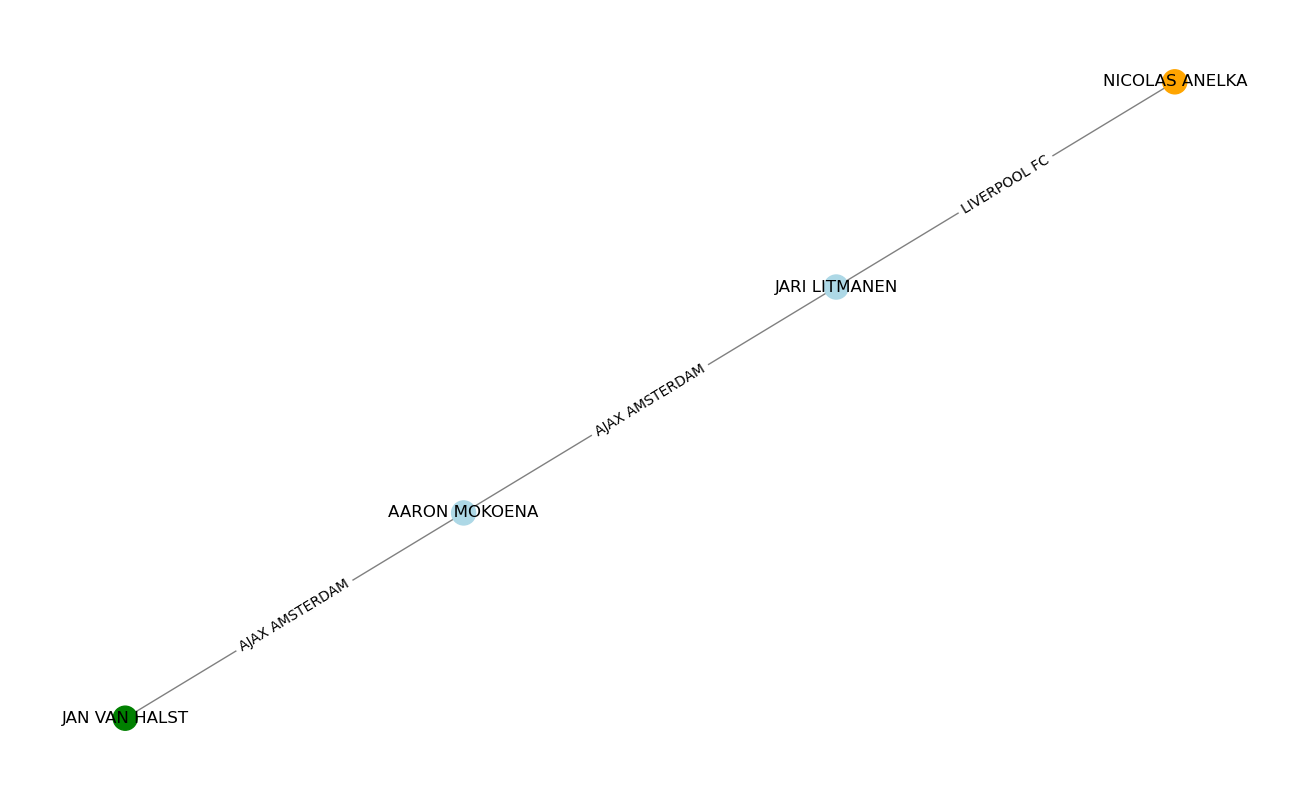 NICOLAS ANELKA
LIVERPOOL FC
JARI LITMANEN
AJAX AMSTERDAM
AARON MOKOENA
AJAX AMSTERDAM
JAN VAN HALST